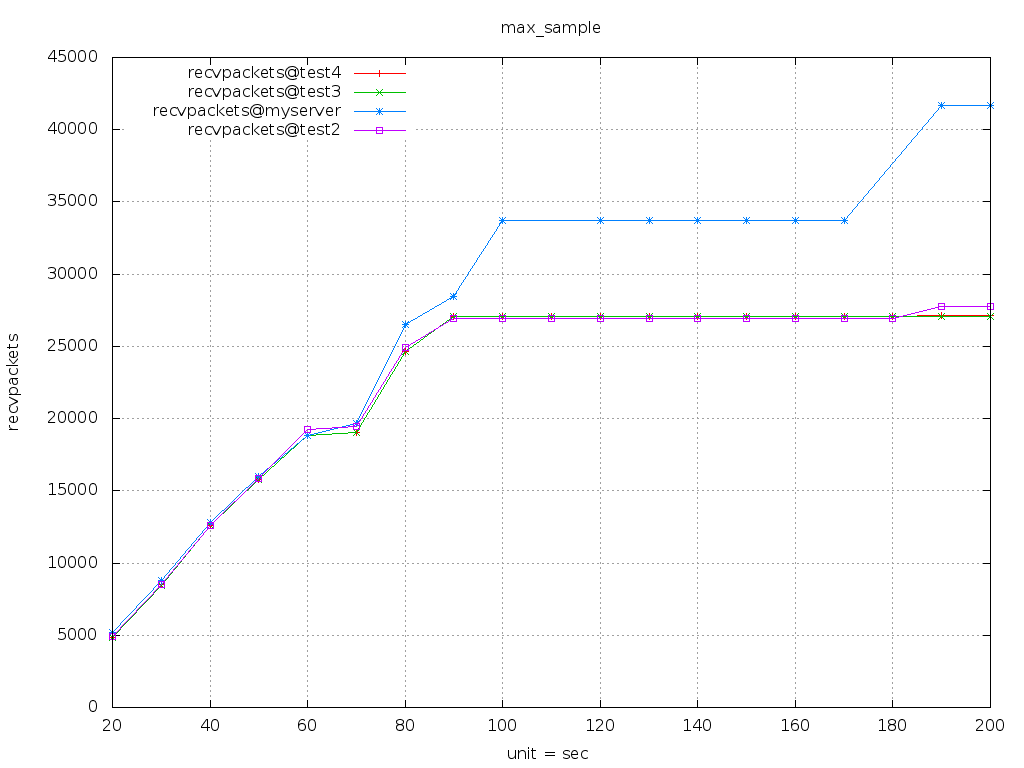 max_sample
45000
40000
35000
30000
25000
20000
15000
10000
5000
0
recvpackets
recvpackets@test4
recvpackets@test3
recvpackets@myserver
recvpackets@test2
20 40 60 80 100 120 140 160 180 200
unit = sec